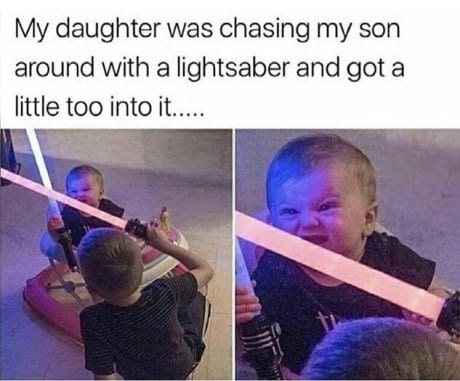 My daughter was chasing my son
around with a lightsaber and got a
little too into it.....